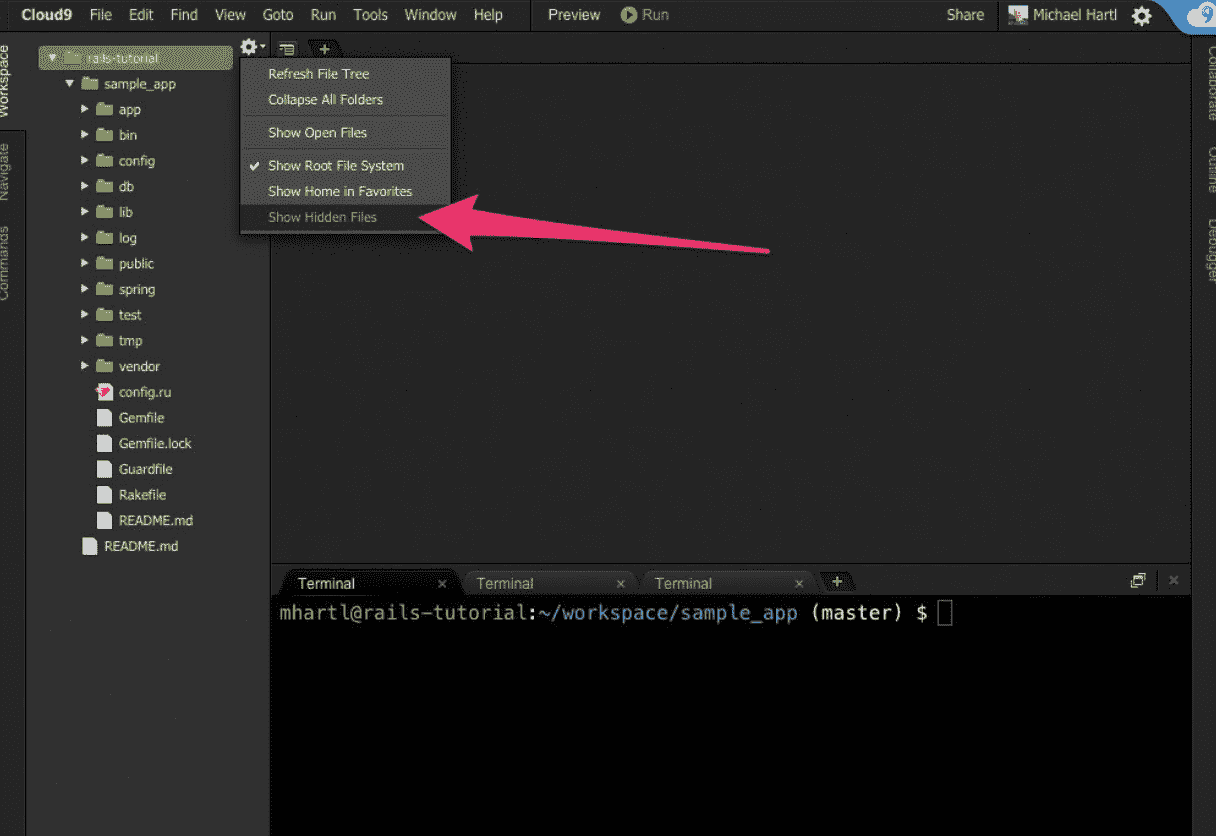 Cloud9 File Edit Find View Goto Run Tools Window Help Preview Run Share Michael Hartl
Workspace
Navigate
Commands
rails-tutorial
sample_app
app
bin
config
db
lib
log
public
spring
test
tmp
vendor
config.ru
Gemfile
Gemfile.lock
Guardfile
Rakefile
README.md
README.md
Refresh File Tree
Collapse All Folders
Show Open Files
Show Root File System
Show Home in Favorites
Show Hidden Files
Collaborate
Outline
Debugger
Terminal Terminal Terminal
mhartl@rails-tutorial:~/workspace/sample_app (master) $